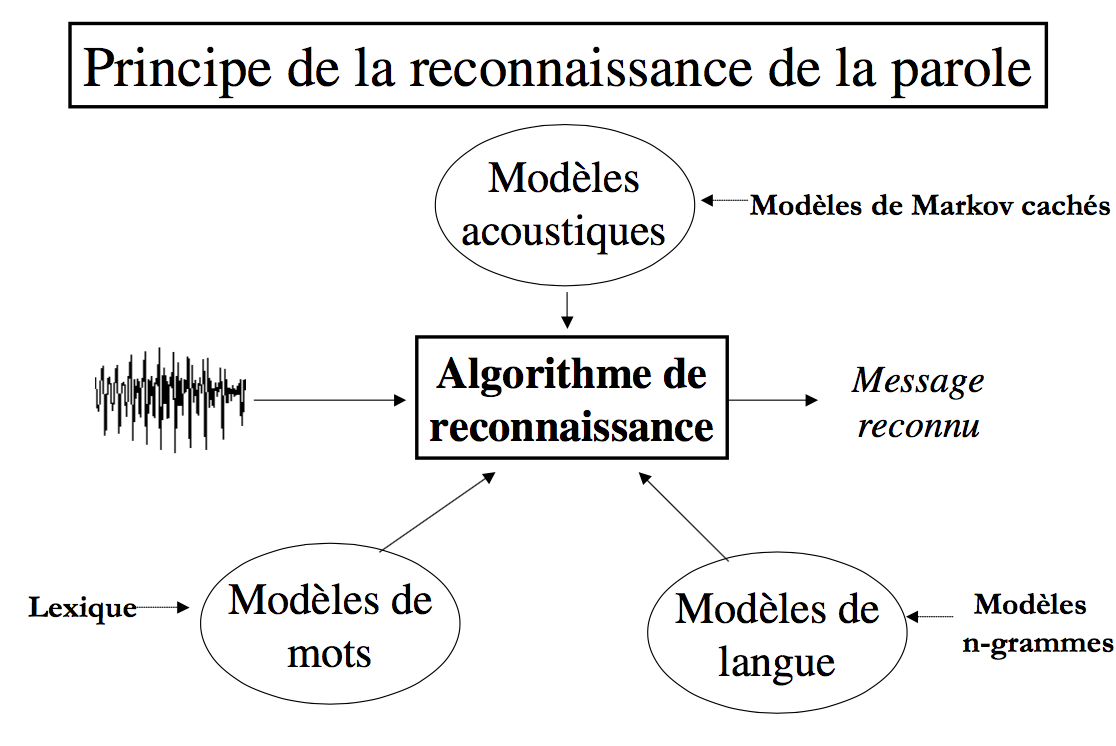 Principe de la reconnaissance de la parole
Modèles
acoustiques
Modèles de Markov cachés
Algorithme de
reconnaissance
Message
reconnu
Lexique
Modèles de
mots
Modèles de
langue
Modèles
n-grammes